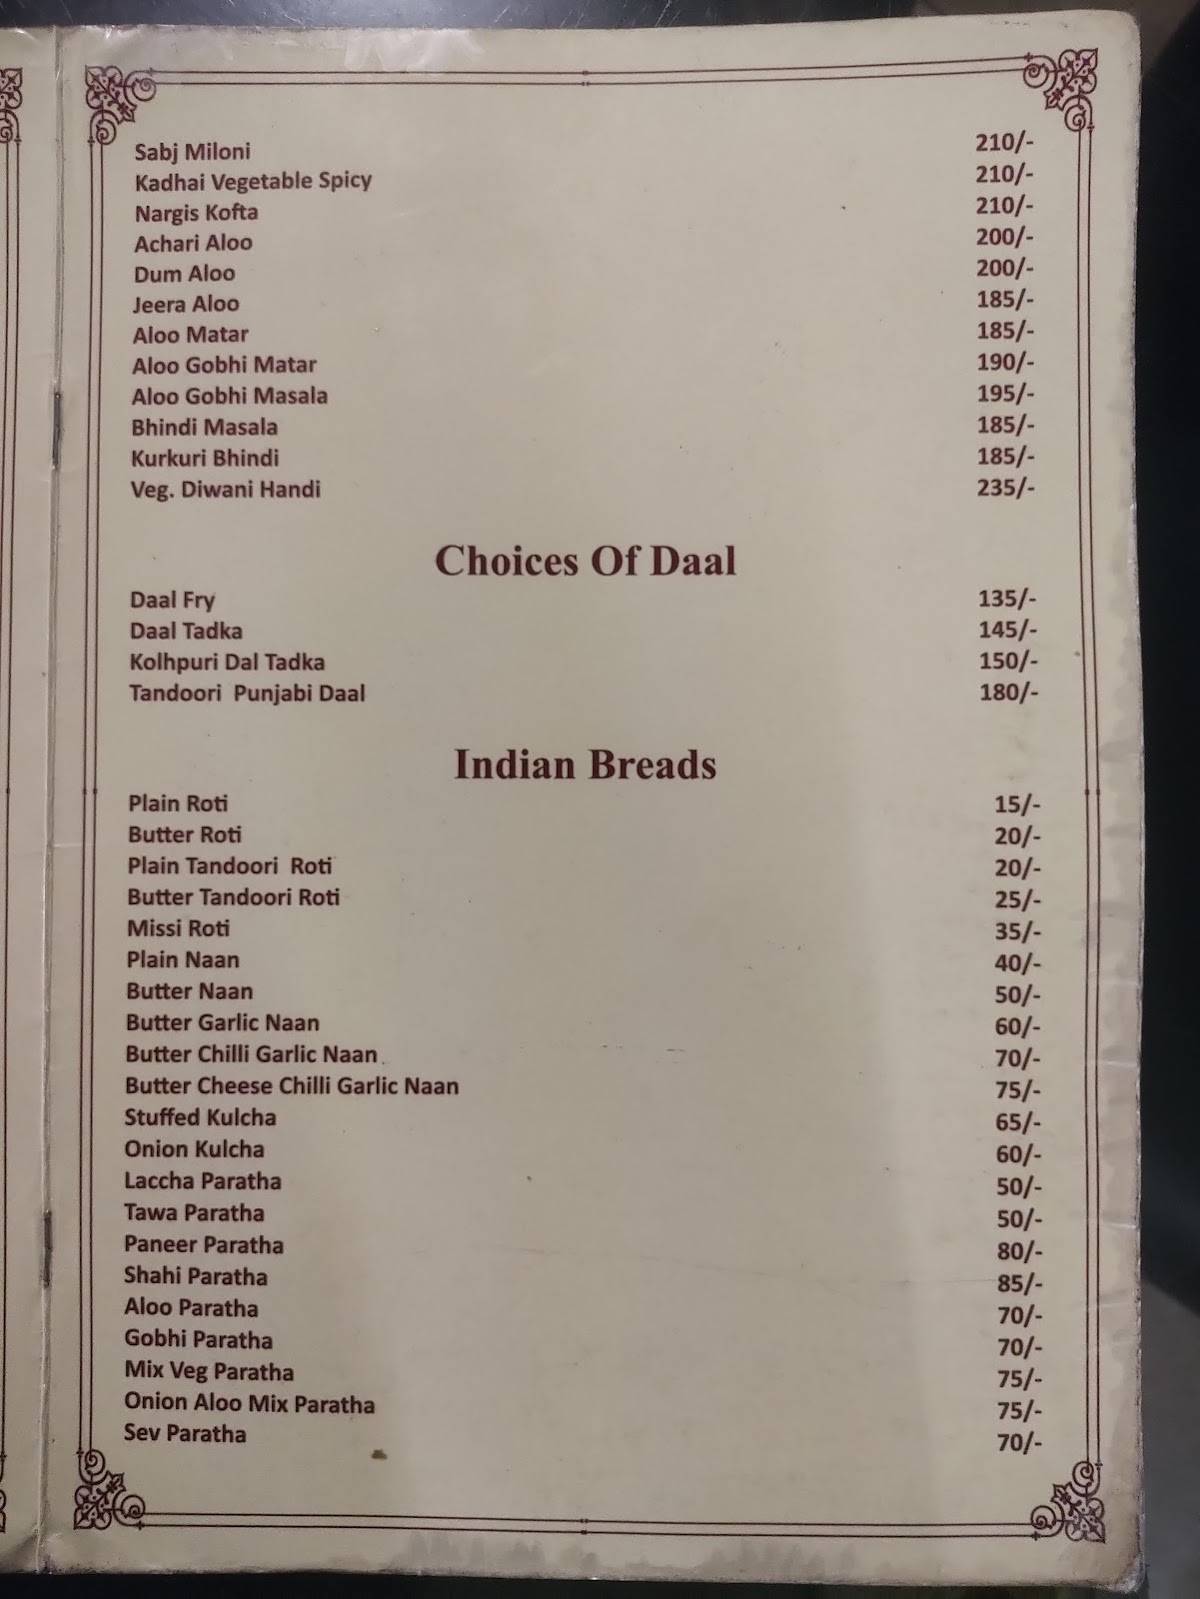 Sabj Miloni 210/-
Kadhai Vegetable Spicy 210/-
Nargis Kofta 210/-
Achari Aloo 200/-
Dum Aloo 200/-
Jeera Aloo 185/-
Aloo Matar 185/-
Aloo Gobhi Matar 190/-
Aloo Gobhi Masala 195/-
Bhindi Masala 185/-
Kurkuri Bhindi 185/-
Veg. Diwani Handi 235/-
Choices Of Daal
Daal Fry 135/-
Daal Tadka 145/-
Kolhpuri Dal Tadka 150/-
Tandoori Punjabi Daal 180/-
Indian Breads
Plain Roti 15/-
Butter Roti 20/-
Plain Tandoori Roti 20/-
Butter Tandoori Roti 25/-
Missi Roti 35/-
Plain Naan 40/-
Butter Naan 50/-
Butter Garlic Naan 60/-
Butter Chilli Garlic Naan 70/-
Butter Cheese Chilli Garlic Naan 75/-
Stuffed Kulcha 65/-
Onion Kulcha 60/-
Laccha Paratha 50/-
Tawa Paratha 50/-
Paneer Paratha 80/-
Shahi Paratha 85/-
Aloo Paratha 70/-
Gobhi Paratha 70/-
Mix Veg Paratha 75/-
Onion Aloo Mix Paratha 75/-
Sev Paratha 70/-